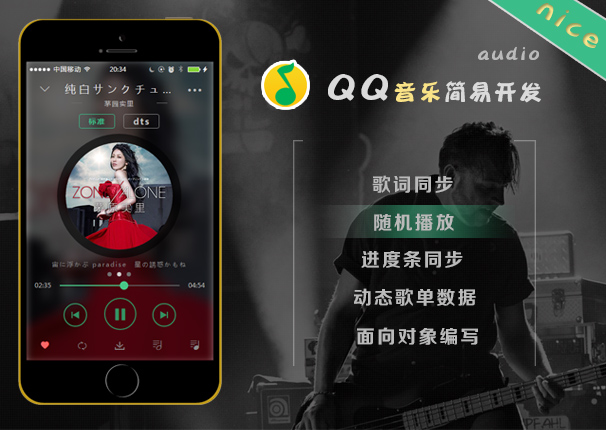 nice
audio
QQ音乐简易开发
歌词同步
随机播放
进度条同步
动态歌单数据
面向对象编写
中国移动
20:34
纯白サンクチュ...
茅原実里
标准
dts
ZONE//ONE
宙に浮かぶ paradise 星の誘惑かもね
02:35
04:54